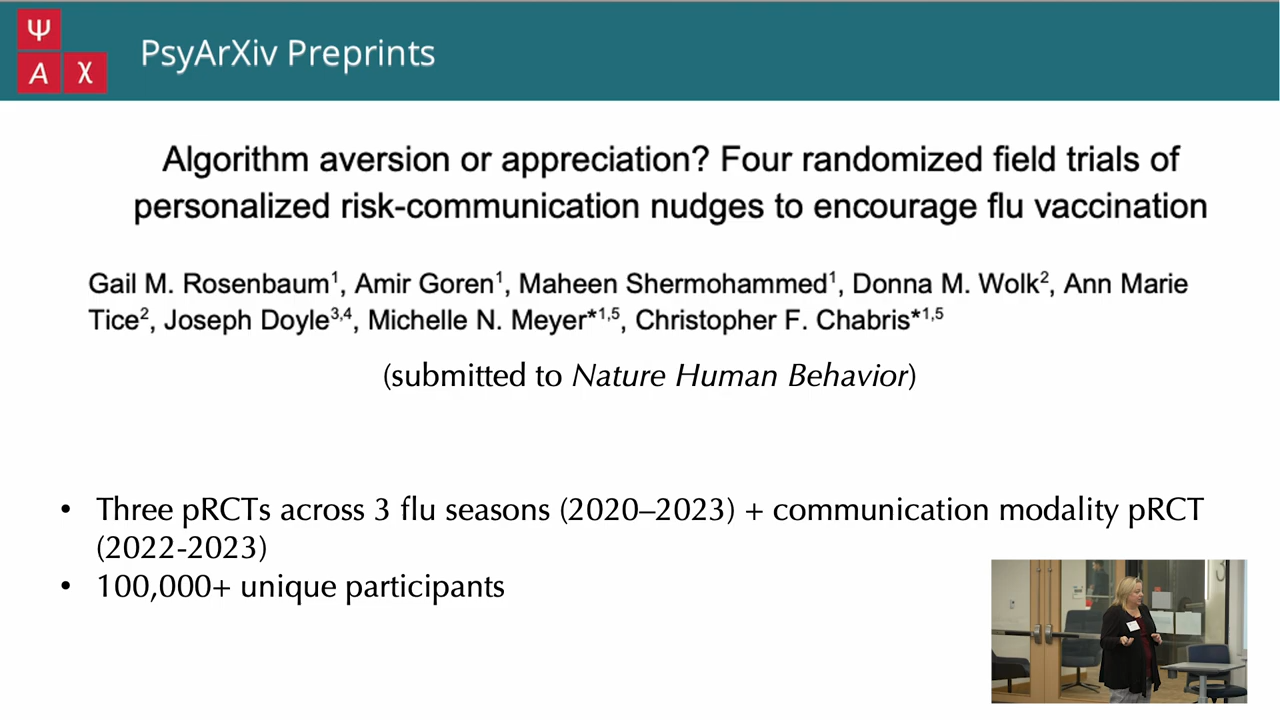 Ψ
A χ
PsyArXiv Preprints
Algorithm aversion or appreciation? Four randomized field trials of
personalized risk-communication nudges to encourage flu vaccination
Gail M. Rosenbaum¹, Amir Goren¹, Maheen Shermohammed¹, Donna M. Wolk², Ann Marie
Tice², Joseph Doyle³,⁴, Michelle N. Meyer*¹,⁵, Christopher F. Chabris*¹,⁵
(submitted to Nature Human Behavior)
• Three pRCTs across 3 flu seasons (2020–2023) + communication modality pRCT
(2022-2023)
• 100,000+ unique participants